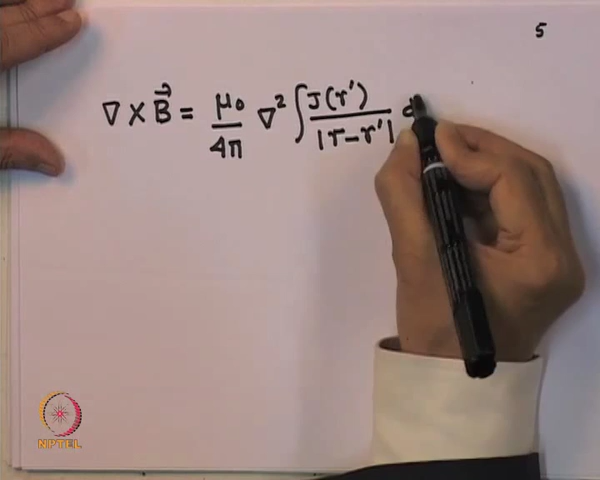 5
∇ × B⃗ = μ₀/4π ∇² ∫ J(r')/|r-r'| d
NPTEL